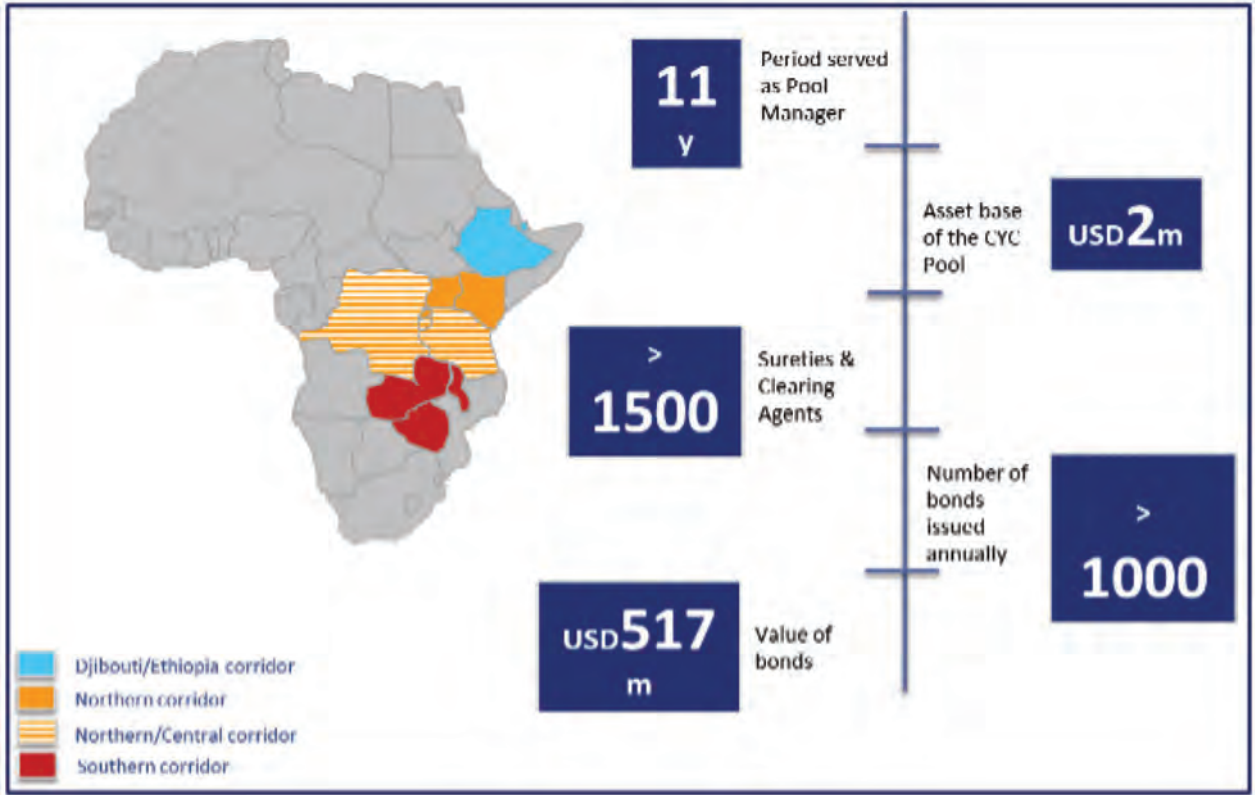 11
y
Period served
as Pool
Manager
Asset base
of the CYC
Pool
USD2m
>
1500
Sureties &
Clearing
Agents
Number of
bonds
issued
annually
>
1000
USD517
m
Value of
bonds
Djibouti/Ethiopia corridor
Northern corridor
Northern/Central corridor
Southern corridor